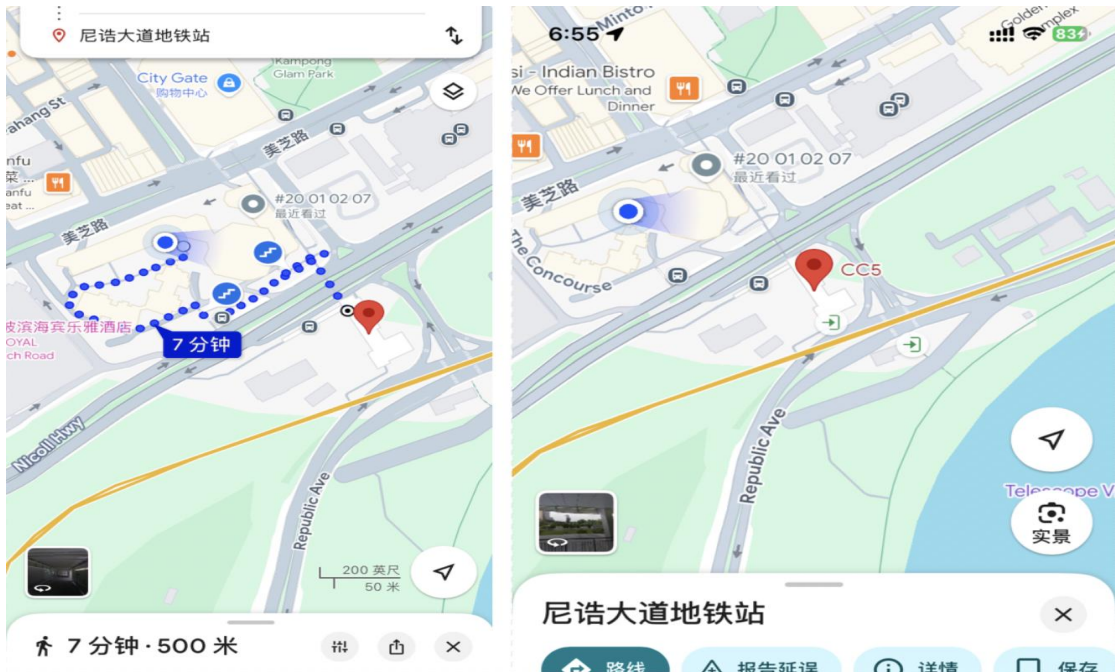 尼诰大道地铁站
Kampong
Glam Park
City Gate
购物中心
ahang St
美芝路
nfu
菜 ...
anfu
eat ...
#20 01 02 07
最近看过
美芝路
坡滨海宾乐雅酒店
OYAL
ch Road
7 分钟
Nicoll Hwy
Republic Ave
200 英尺
50 米
7 分钟·500 米
6:55
Minto
Golden
mplex
83
si - Indian Bistro
We Offer Lunch and
Dinner
#20 01 02 07
最近看过
美芝路
The Concourse
CC5
Republic Ave
Telescope V
实景
尼诰大道地铁站
路线
报告延误
详情
保存